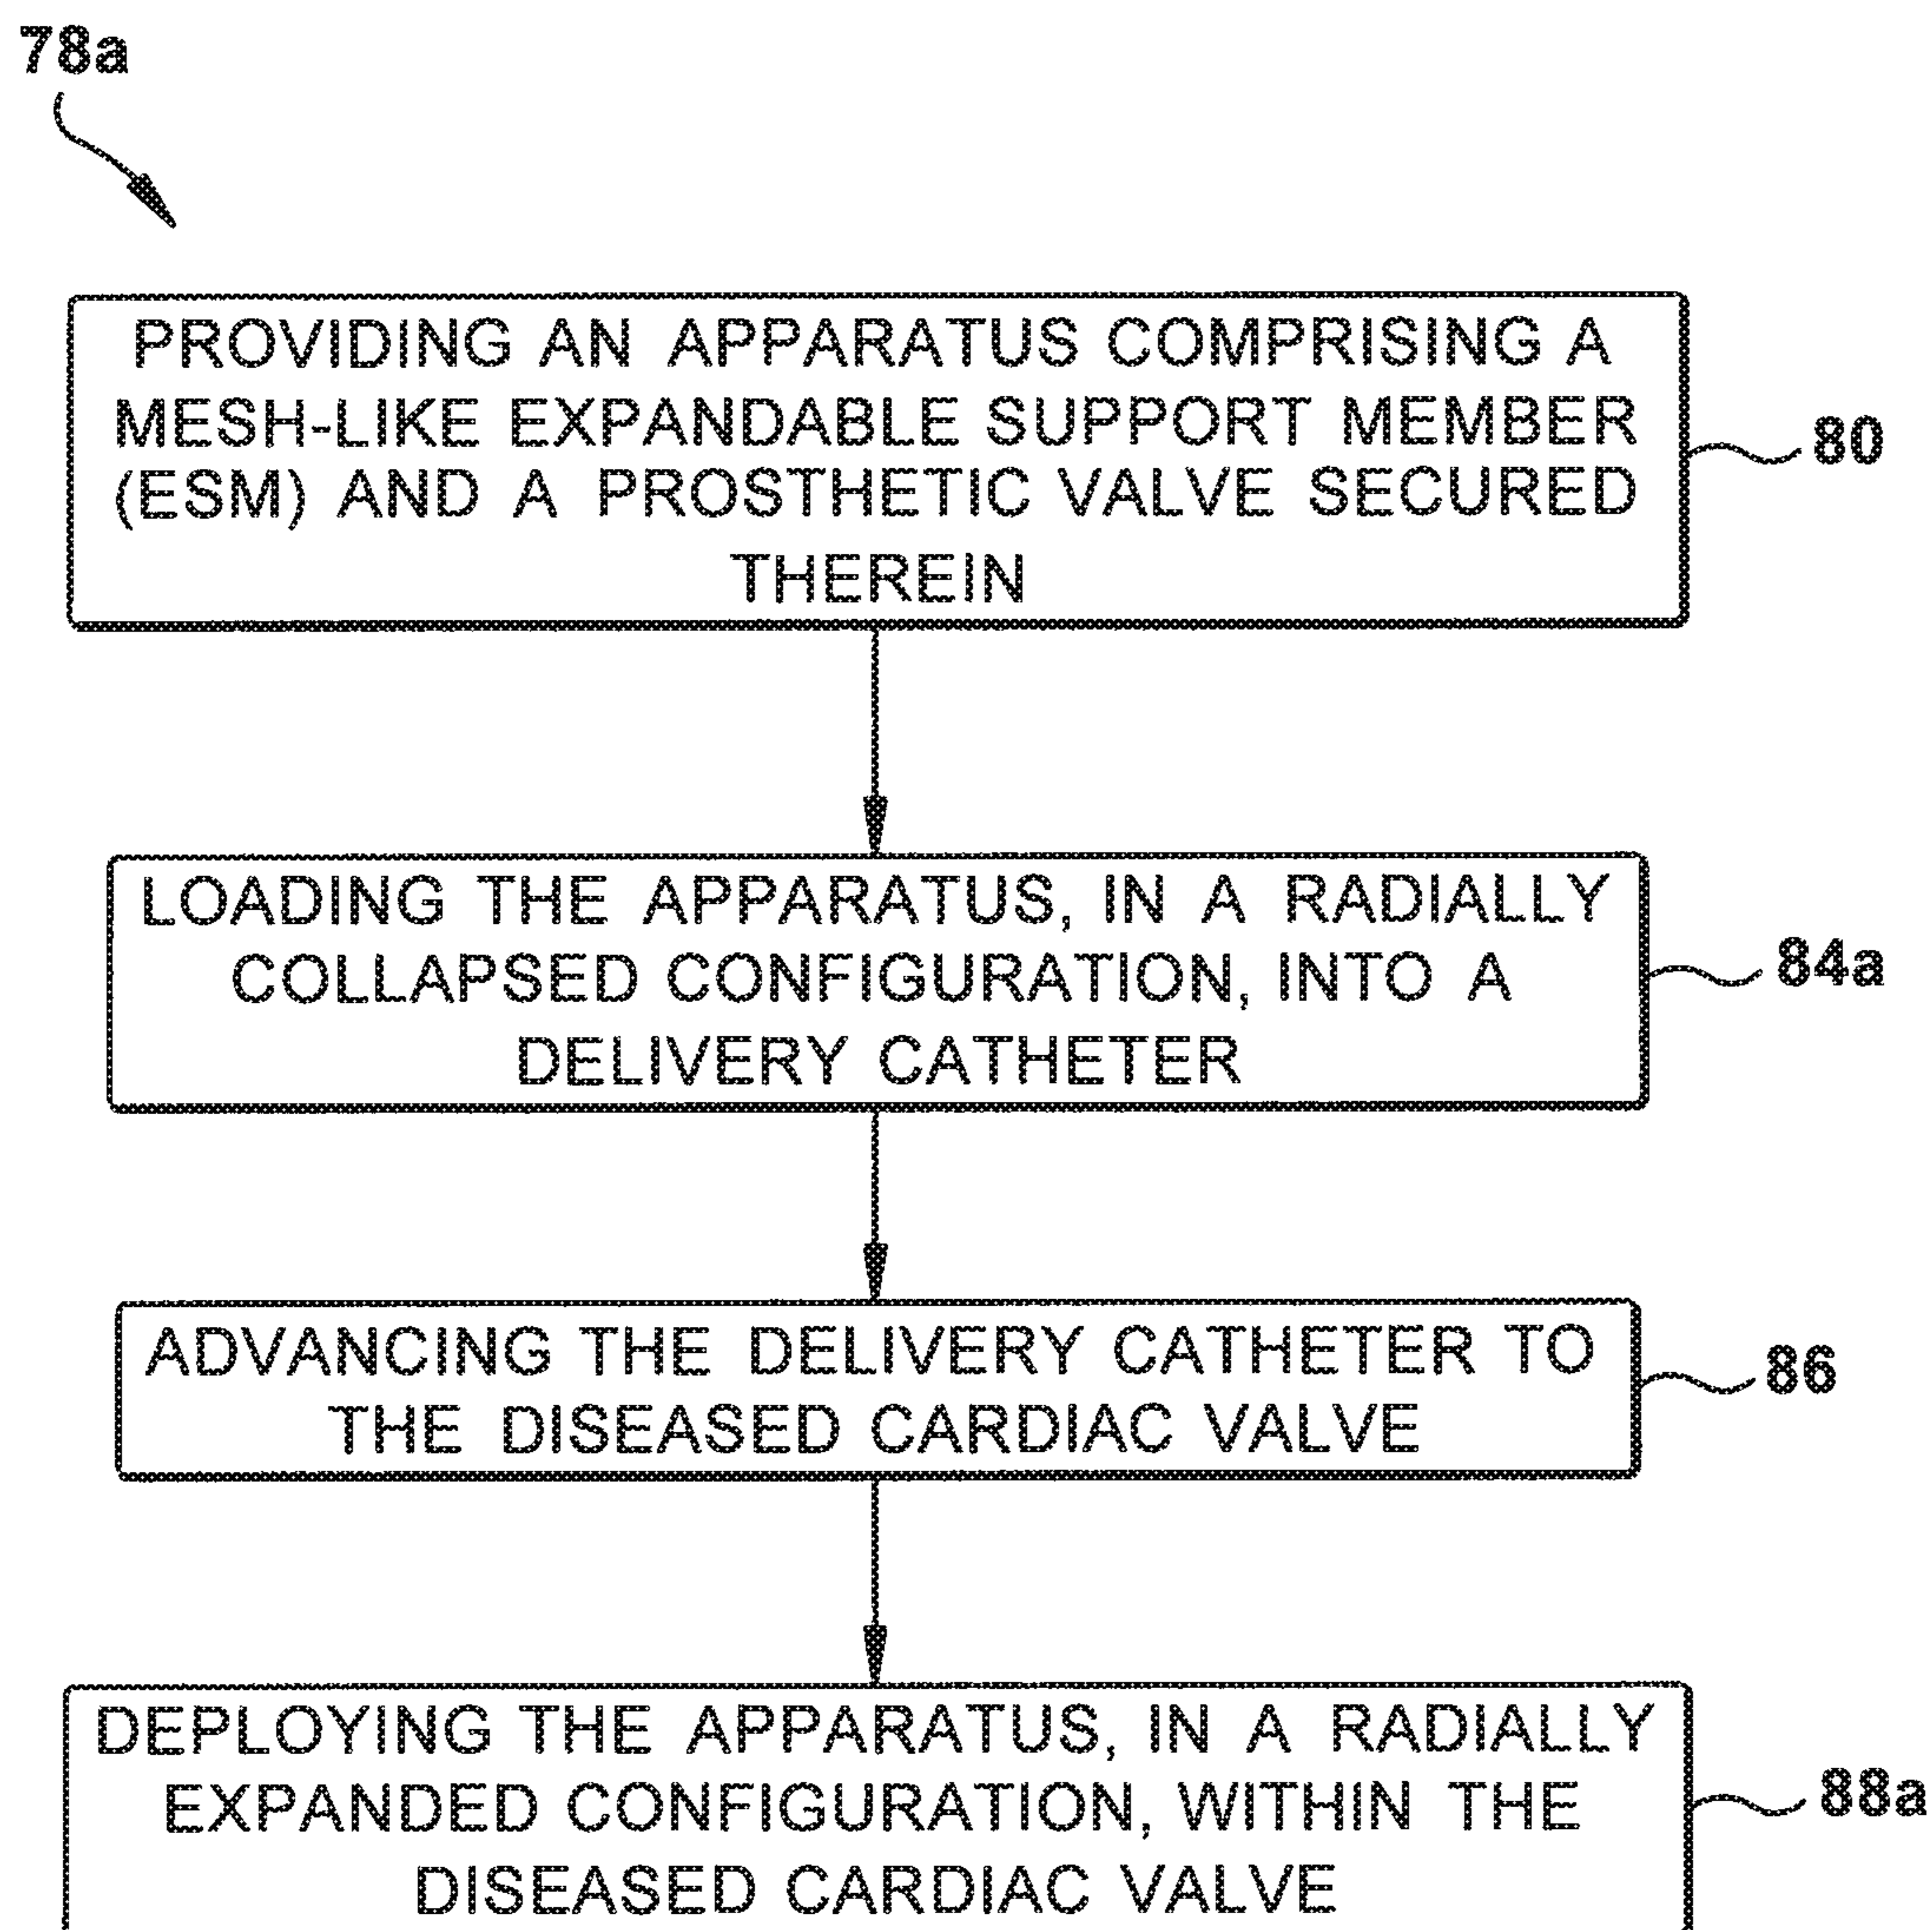 78a
PROVIDING AN APPARATUS COMPRISING A
MESH-LIKE EXPANDABLE SUPPORT MEMBER
(ESM) AND A PROSTHETIC VALVE SECURED
THEREIN
80
LOADING THE APPARATUS, IN A RADIALLY
COLLAPSED CONFIGURATION, INTO A
DELIVERY CATHETER
84a
ADVANCING THE DELIVERY CATHETER TO
THE DISEASED CARDIAC VALVE
86
DEPLOYING THE APPARATUS, IN A RADIALLY
EXPANDED CONFIGURATION, WITHIN THE
DISEASED CARDIAC VALVE
88a